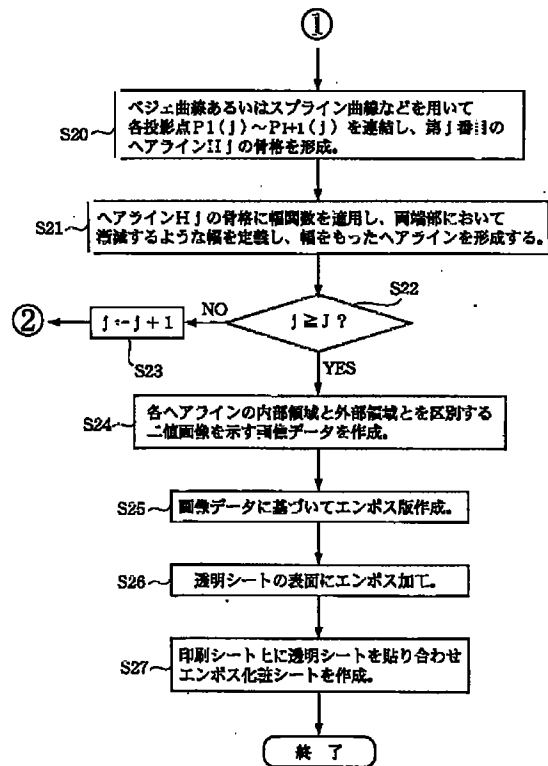 ①
S20
ベジェ曲線あるいはスプライン曲線などを用いて
各投影点P1(j)～PI+1(j)を連結し、第j番目の
ヘアラインHjの骨格を形成。
S21
ヘアラインHjの骨格に幅関数を適用し、両端部において
漸減するような幅を定義し、幅をもったヘアラインを形成する。
S22
j≧J?
NO
YES
②
j←j+1
S23
S24
各ヘアラインの内部領域と外部領域とを区別する
二値画像を示す画像データを作成。
S25
画像データに基づいてエンボス版作成。
S26
透明シートの表面にエンボス加工。
S27
印刷シート上に透明シートを貼り合わせ
エンボス化粧シートを作成。
終了